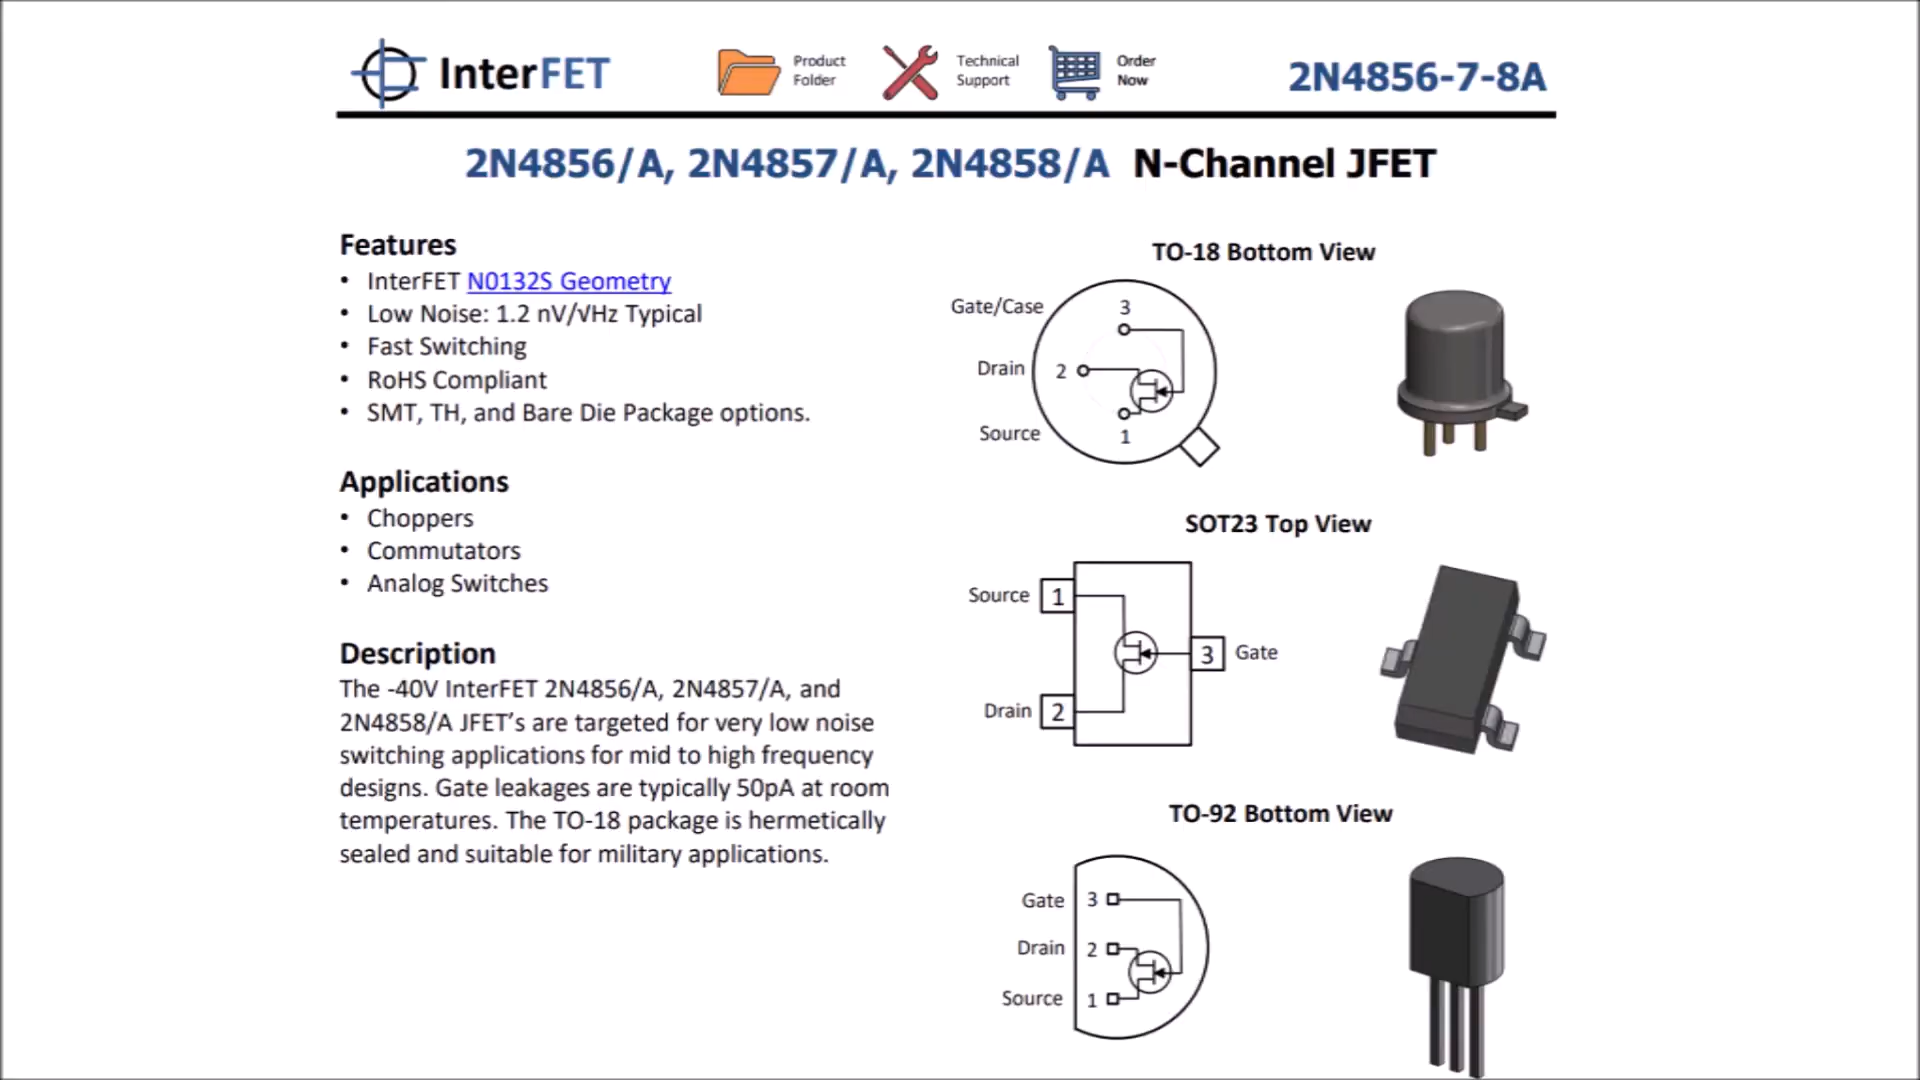 InterFET
Product
Folder
Technical
Support
Order
Now
2N4856-7-8A
2N4856/A, 2N4857/A, 2N4858/A N-Channel JFET
Features
• InterFET N0132S Geometry
• Low Noise: 1.2 nV/√Hz Typical
• Fast Switching
• RoHS Compliant
• SMT, TH, and Bare Die Package options.
Applications
• Choppers
• Commutators
• Analog Switches
Description
The -40V InterFET 2N4856/A, 2N4857/A, and
2N4858/A JFET’s are targeted for very low noise
switching applications for mid to high frequency
designs. Gate leakages are typically 50pA at room
temperatures. The TO-18 package is hermetically
sealed and suitable for military applications.
TO-18 Bottom View
Gate/Case 3
Drain 2
Source 1
SOT23 Top View
Source 1
3 Gate
Drain 2
TO-92 Bottom View
Gate 3
Drain 2
Source 1